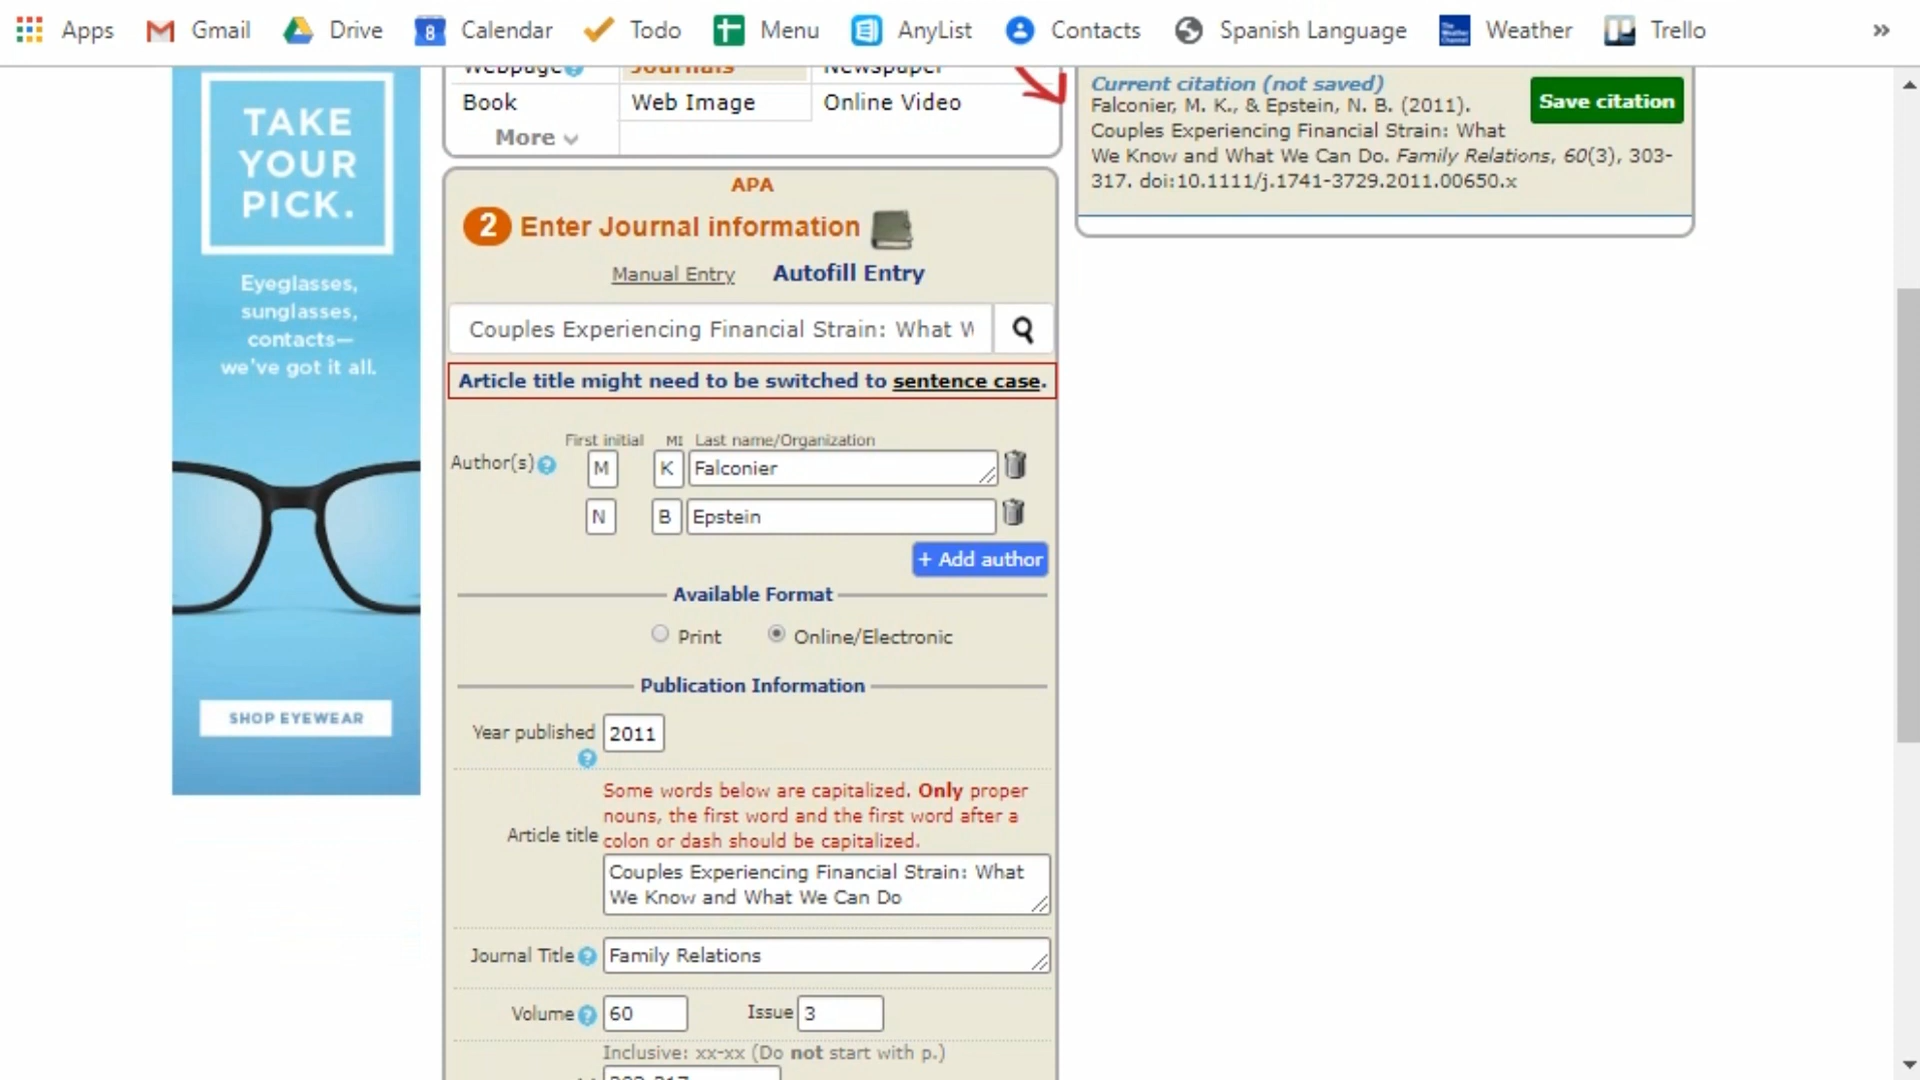 Apps Gmail Drive 8 Calendar Todo Menu AnyList Contacts Spanish Language Weather Trello »
TAKE
YOUR
PICK.
Eyeglasses,
sunglasses,
contacts—
we've got it all.
SHOP EYEWEAR
Webpage Journals Newspaper
Book Web Image Online Video
More
APA
2 Enter Journal information
Manual Entry Autofill Entry
Couples Experiencing Financial Strain: What W
Article title might need to be switched to sentence case.
First initial MI Last name/Organization
Author(s) ? M K Falconier
N B Epstein
+ Add author
Available Format
Print Online/Electronic
Publication Information
Year published 2011
?
Some words below are capitalized. Only proper
nouns, the first word and the first word after a
colon or dash should be capitalized.
Article title
Couples Experiencing Financial Strain: What
We Know and What We Can Do
Journal Title ? Family Relations
Volume ? 60 Issue 3
Inclusive: xx-xx (Do not start with p.)
303-317
Current citation (not saved)
Save citation
Falconier, M. K., & Epstein, N. B. (2011).
Couples Experiencing Financial Strain: What
We Know and What We Can Do. Family Relations, 60(3), 303-
317. doi:10.1111/j.1741-3729.2011.00650.x